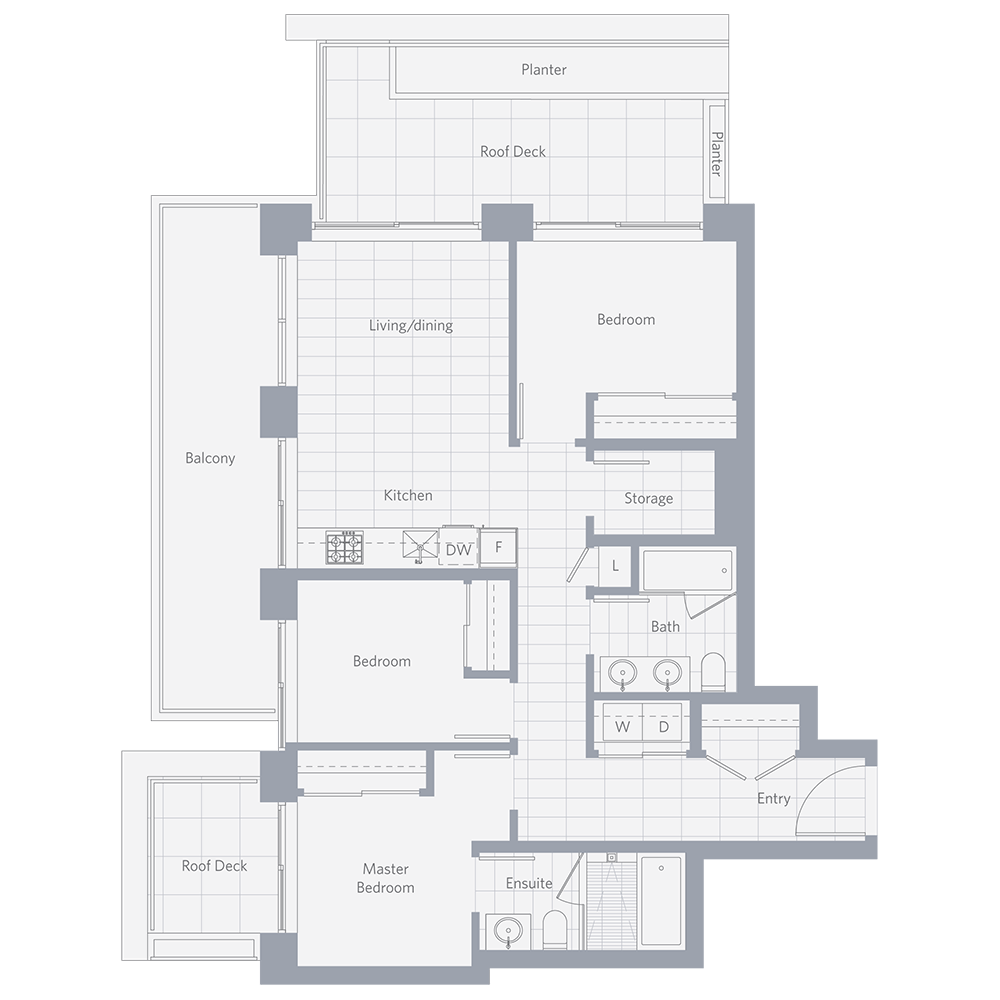 Planter
Roof Deck
Planter
Living/dining
Bedroom
Balcony
Kitchen
Storage
DW
F
L
Bath
Bedroom
W
D
Entry
Roof Deck
Master
Bedroom
Ensuite